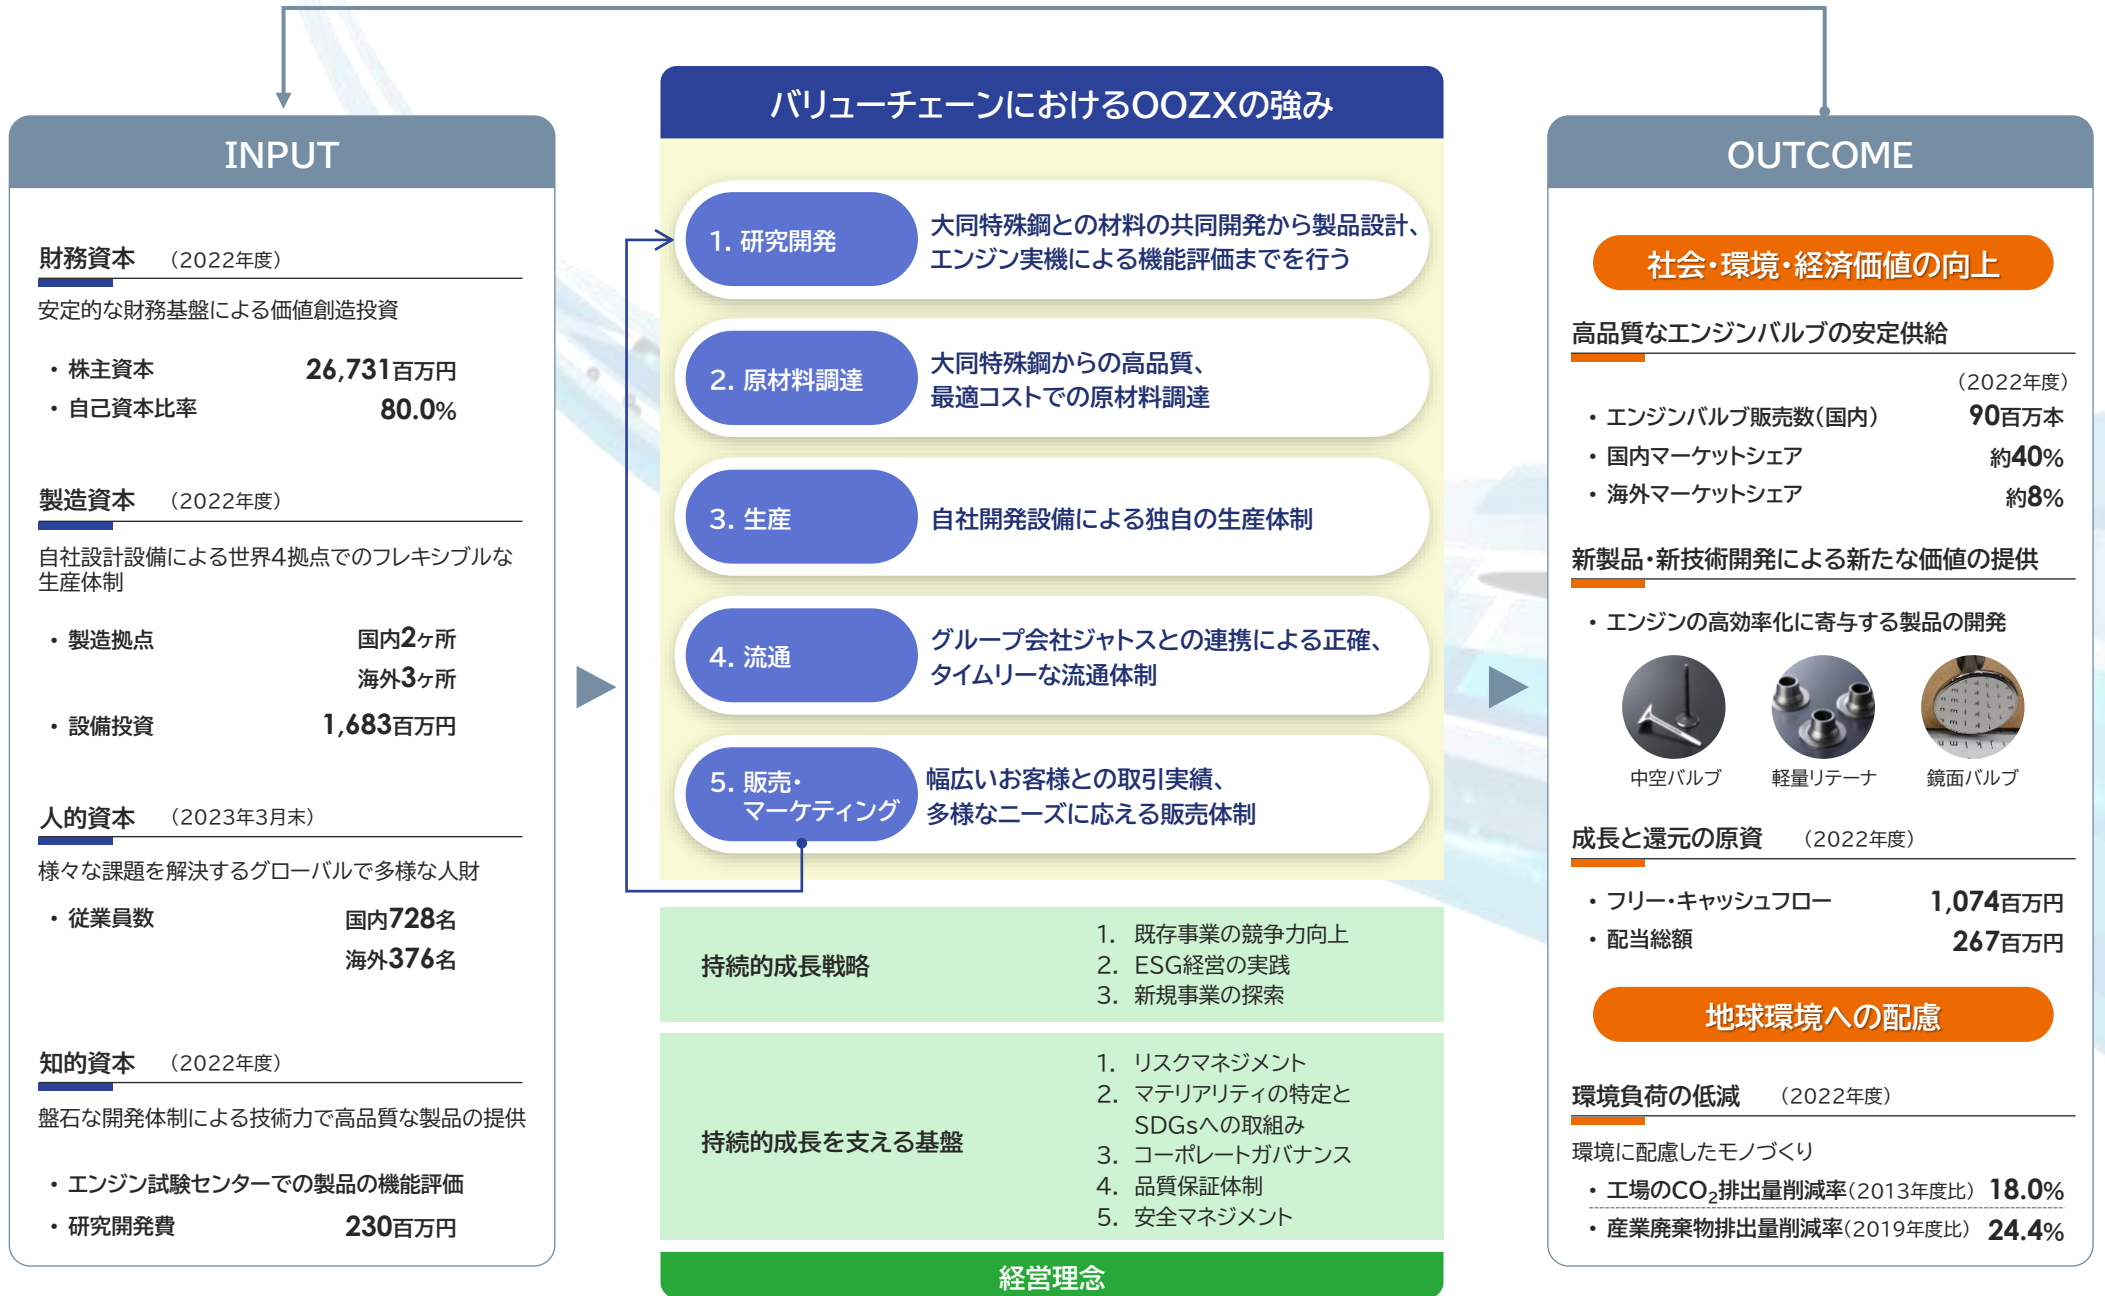 INPUT
財務資本 （2022年度）
安定的な財務基盤による価値創造投資
・株主資本 26,731百万円
・自己資本比率 80.0%
製造資本 （2022年度）
自社設計設備による世界4拠点でのフレキシブルな
生産体制
・製造拠点 国内2ヶ所
海外3ヶ所
・設備投資 1,683百万円
人的資本 （2023年3月末）
様々な課題を解決するグローバルで多様な人財
・従業員数 国内728名
海外376名
知的資本 （2022年度）
盤石な開発体制による技術力で高品質な製品の提供
・エンジン試験センターでの製品の機能評価
・研究開発費 230百万円
バリューチェーンにおけるOOZXの強み
1. 研究開発
大同特殊鋼との材料の共同開発から製品設計、
エンジン実機による機能評価までを行う
2. 原材料調達
大同特殊鋼からの高品質、
最適コストでの原材料調達
3. 生産
自社開発設備による独自の生産体制
4. 流通
グループ会社ジャトスとの連携による正確、
タイムリーな流通体制
5. 販売・
マーケティング
幅広いお客様との取引実績、
多様なニーズに応える販売体制
持続的成長戦略
1. 既存事業の競争力向上
2. ESG経営の実践
3. 新規事業の探索
持続的成長を支える基盤
1. リスクマネジメント
2. マテリアリティの特定と
SDGsへの取組み
3. コーポレートガバナンス
4. 品質保証体制
5. 安全マネジメント
経営理念
OUTCOME
社会・環境・経済価値の向上
高品質なエンジンバルブの安定供給
（2022年度）
・エンジンバルブ販売数（国内） 90百万本
・国内マーケットシェア 約40%
・海外マーケットシェア 約8%
新製品・新技術開発による新たな価値の提供
・エンジンの高効率化に寄与する製品の開発
中空バルブ 軽量リテーナ 鏡面バルブ
成長と還元の原資 （2022年度）
・フリー・キャッシュフロー 1,074百万円
・配当総額 267百万円
地球環境への配慮
環境負荷の低減 （2022年度）
環境に配慮したモノづくり
・工場のCO₂排出量削減率（2013年度比） 18.0%
・産業廃棄物排出量削減率（2019年度比） 24.4%